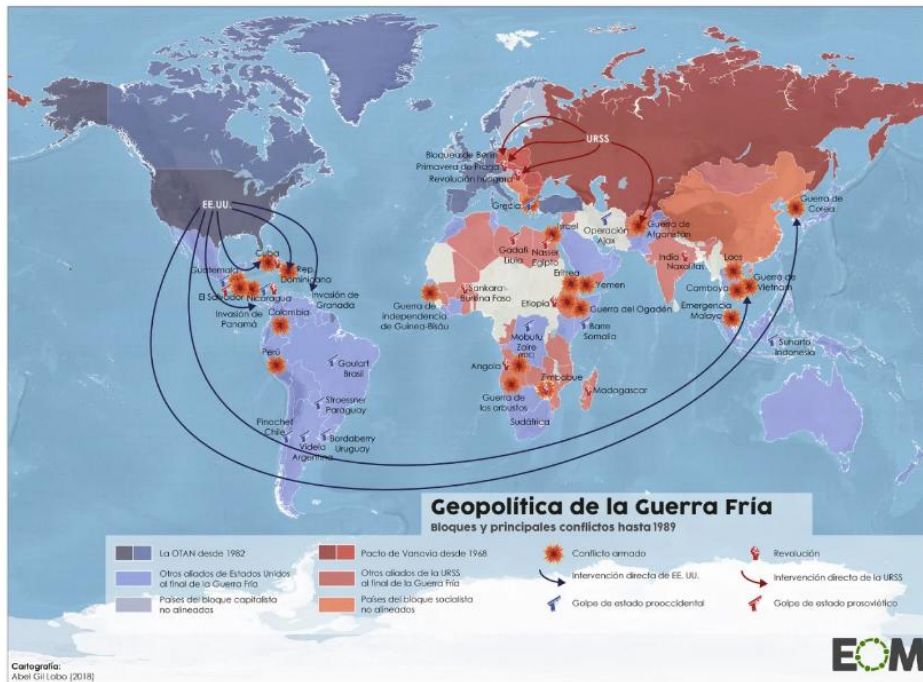 URSS
Bloqueo de Berlín
Primavera de Praga
Revolución húngara
Grecia
EE.UU.
Operación
Ajax
Israel
Guerra de
Afganistán
Guerra de
Corea
Gadafi
Libia
Nasser
Egipto
India
Naxalitas
Laos
Cuba
Rep.
Dominicana
Guatemala
El Salvador
Nicaragua
Invasión de
Granada
Invasión de
Panamá
Colombia
Guerra de
independencia
de Guinea-Bisáu
Sankara
Burkina Faso
Eritrea
Yemen
Etiopía
Guerra del Ogadén
Camboya
Guerra de
Vietnam
Emergencia
Malaya
Barre
Somalia
Mobutu
Zaire
Suharto
Indonesia
Perú
Goulart
Brasil
Angola
Zimbabue
Madagascar
Guerra de
los arbustos
Stroessner
Paraguay
Sudáfrica
Pinochet
Chile
Videla
Argentina
Bordaberry
Uruguay
Geopolítica de la Guerra Fría
Bloques y principales conflictos hasta 1989
La OTAN desde 1982
Pacto de Varsovia desde 1968
Conflicto armado
Revolución
Otros aliados de Estados Unidos
al final de la Guerra Fría
Otros aliados de la URSS
al final de la Guerra Fría
Intervención directa de EE. UU.
Intervención directa de la URSS
Países del bloque capitalista
no alineados
Países del bloque socialista
no alineados
Golpe de estado prooccidental
Golpe de estado prosoviético
Cartografía:
Abel Gil Lobo (2018)
EOM